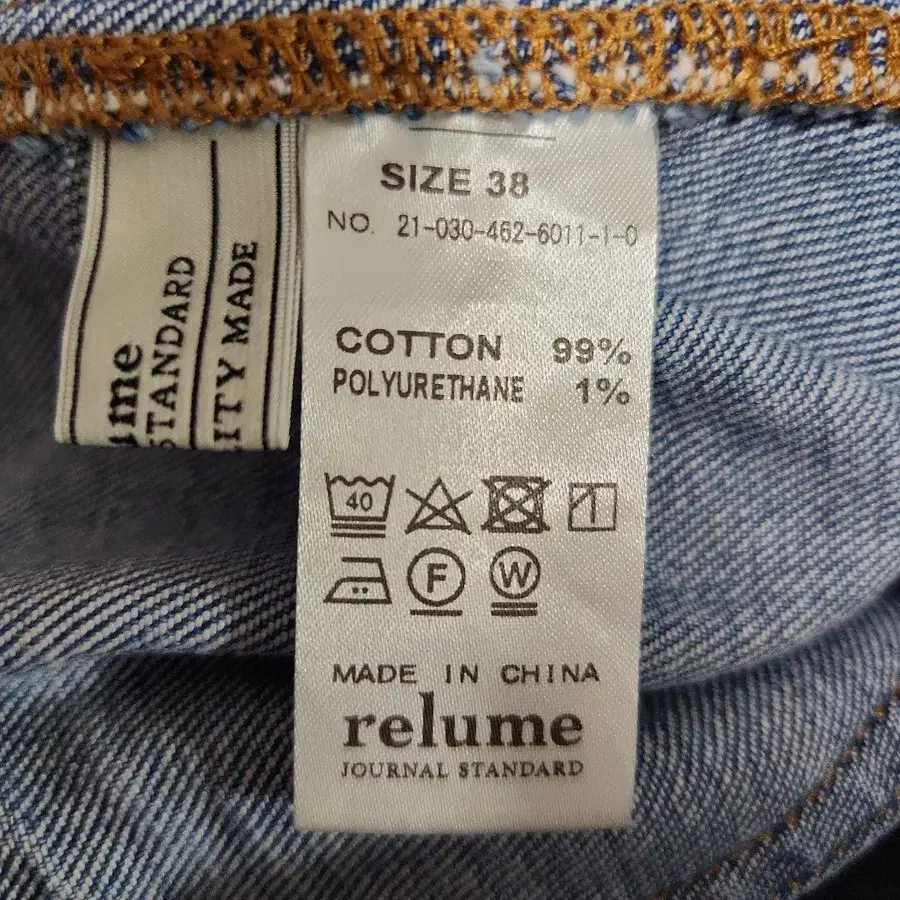 SIZE 38
NO. 21-030-462-6011-1-0
COTTON 99%
POLYURETHANE 1%
40
F W
MADE IN CHINA
relume
JOURNAL STANDARD
STANDARD
MADE